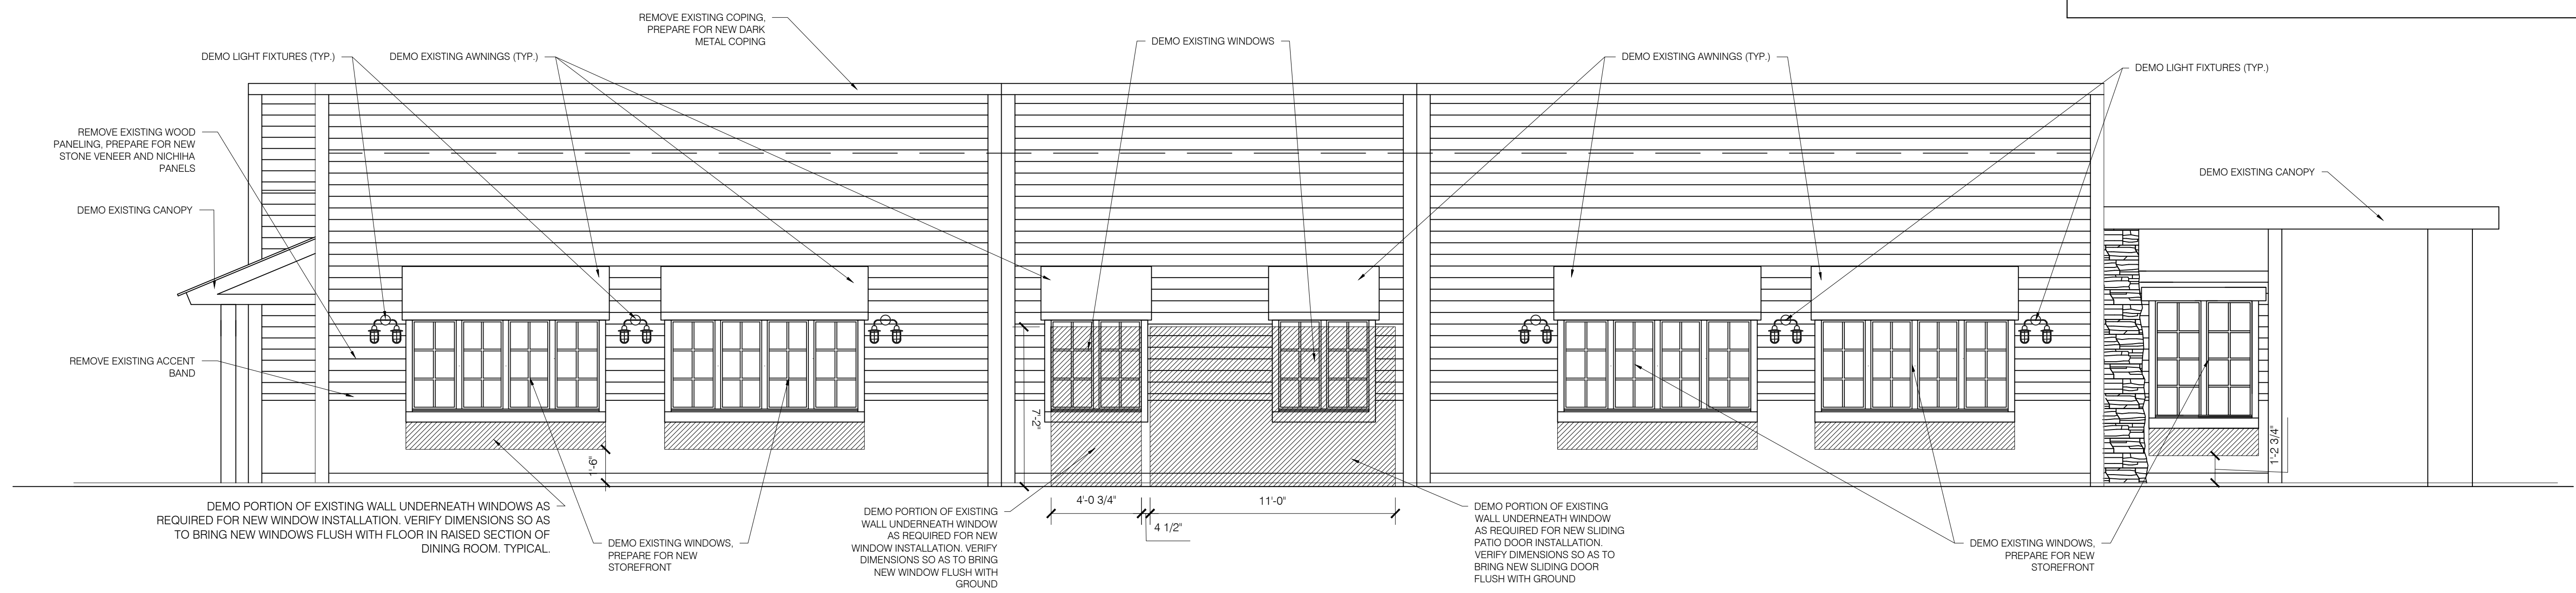 REMOVE EXISTING COPING,
PREPARE FOR NEW DARK
METAL COPING
DEMO LIGHT FIXTURES (TYP.)
DEMO EXISTING AWNINGS (TYP.)
DEMO EXISTING WINDOWS
DEMO EXISTING AWNINGS (TYP.)
DEMO LIGHT FIXTURES (TYP.)
REMOVE EXISTING WOOD
PANELING, PREPARE FOR NEW
STONE VENEER AND NICHIHA
PANELS
DEMO EXISTING CANOPY
DEMO EXISTING CANOPY
REMOVE EXISTING ACCENT
BAND
7'-2"
1'-6"
1'-2 3/4"
4'-0 3/4"
4 1/2"
11'-0"
DEMO PORTION OF EXISTING WALL UNDERNEATH WINDOWS AS
REQUIRED FOR NEW WINDOW INSTALLATION. VERIFY DIMENSIONS SO AS
TO BRING NEW WINDOWS FLUSH WITH FLOOR IN RAISED SECTION OF
DINING ROOM. TYPICAL.
DEMO EXISTING WINDOWS,
PREPARE FOR NEW
STOREFRONT
DEMO PORTION OF EXISTING
WALL UNDERNEATH WINDOW
AS REQUIRED FOR NEW
WINDOW INSTALLATION. VERIFY
DIMENSIONS SO AS TO BRING
NEW WINDOW FLUSH WITH
GROUND
DEMO PORTION OF EXISTING
WALL UNDERNEATH WINDOW
AS REQUIRED FOR NEW SLIDING
PATIO DOOR INSTALLATION.
VERIFY DIMENSIONS SO AS TO
BRING NEW SLIDING DOOR
FLUSH WITH GROUND
DEMO EXISTING WINDOWS,
PREPARE FOR NEW
STOREFRONT